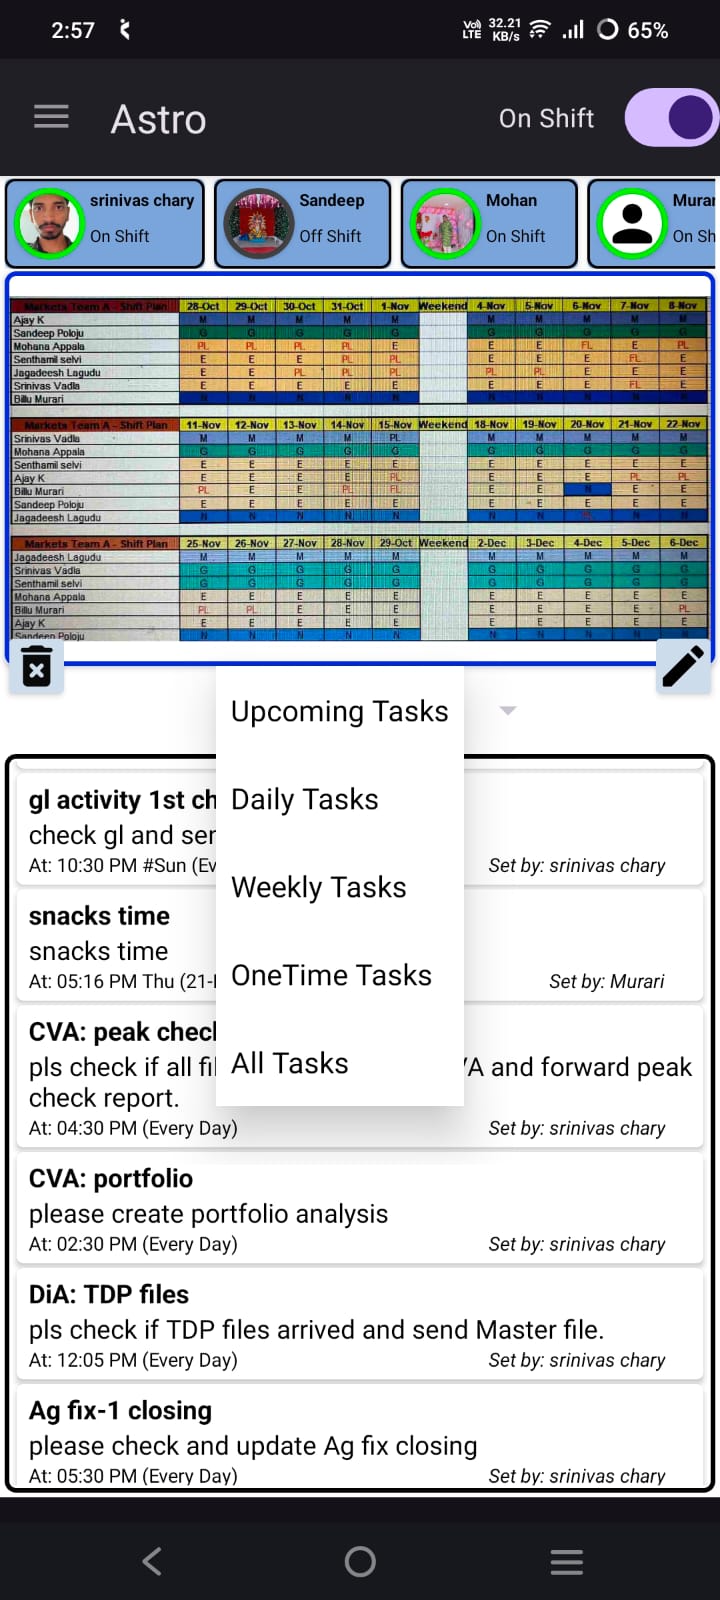 2:57
Vo) LTE 32.21 KB/s 65%
Astro
On Shift
srinivas chary
On Shift
Sandeep
Off Shift
Mohan
On Shift
Murar
On Sh
Markets Team A - Shift Plan 28-Oct 29-Oct 30-Oct 31-Oct 1-Nov Weekend 4-Nov 5-Nov 6-Nov 7-Nov 8-Nov
Ajay K M M M M M M M M M M
Sandeep Poloju G G G G G G G G G G
Mohana Appala PL PL PL PL E E E FL E PL
Senthamil selvi E E E PL PL E E E FL E
Jagadeesh Lagudu E E PL PL PL PL PL E E E
Srinivas Vadla E E E E E E E E FL E
Billu Murari N N N N N N N N N N
Markets Team A - Shift Plan 11-Nov 12-Nov 13-Nov 14-Nov 15-Nov Weekend 18-Nov 19-Nov 20-Nov 21-Nov 22-Nov
Srinivas Vadla M M M M PL M M M M M
Mohana Appala G G G G G G G G G G
Senthamil selvi E E E E E E E E E E
Ajay K E E E E PL E E E PL PL
Billu Murari PL E E PL FL E E N E E
Sandeep Poloju E E E E E E E E E E
Jagadeesh Lagudu N N N N N N N N N
Markets Team A - Shift Plan 25-Nov 26-Nov 27-Nov 28-Nov 29-Oct Weekend 2-Dec 3-Dec 4-Dec 5-Dec 6-Dec
Jagadeesh Lagudu M M M M M M M M M M
Srinivas Vadla G G G G G G G G G G
Senthamil selvi G G G G G G G G G G
Mohana Appala E E E E E E E E E E
Billu Murari PL PL E E E E E E E PL
Ajay K E E E E E E E E E E
Sandeep Poloju N N N N N N N N N N
Upcoming Tasks
Daily Tasks
Weekly Tasks
OneTime Tasks
All Tasks
gl activity 1st ch
check gl and ser
At: 10:30 PM #Sun (Ev
Set by: srinivas chary
snacks time
snacks time
At: 05:16 PM Thu (21-
Set by: Murari
CVA: peak chec
pls check if all fil
/A and forward peak
check report.
At: 04:30 PM (Every Day)
Set by: srinivas chary
CVA: portfolio
please create portfolio analysis
At: 02:30 PM (Every Day)
Set by: srinivas chary
DiA: TDP files
pls check if TDP files arrived and send Master file.
At: 12:05 PM (Every Day)
Set by: srinivas chary
Ag fix-1 closing
please check and update Ag fix closing
At: 05:30 PM (Every Day)
Set by: srinivas chary